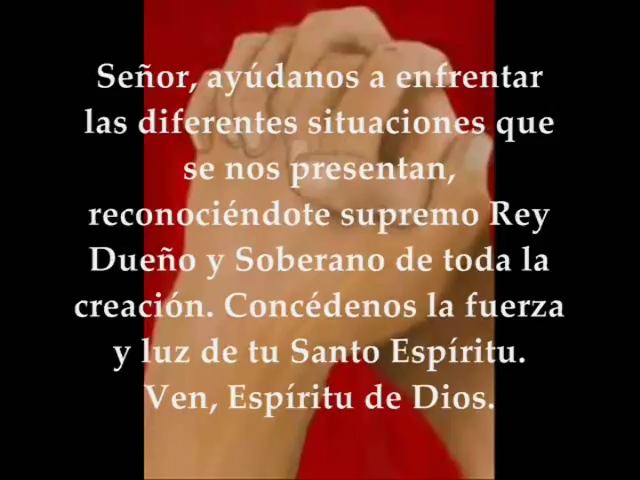 Señor, ayúdanos a enfrentar
las diferentes situaciones que
se nos presentan,
reconociéndote supremo Rey
Dueño y Soberano de toda la
creación. Concédenos la fuerza
y luz de tu Santo Espíritu.
Ven, Espíritu de Dios.